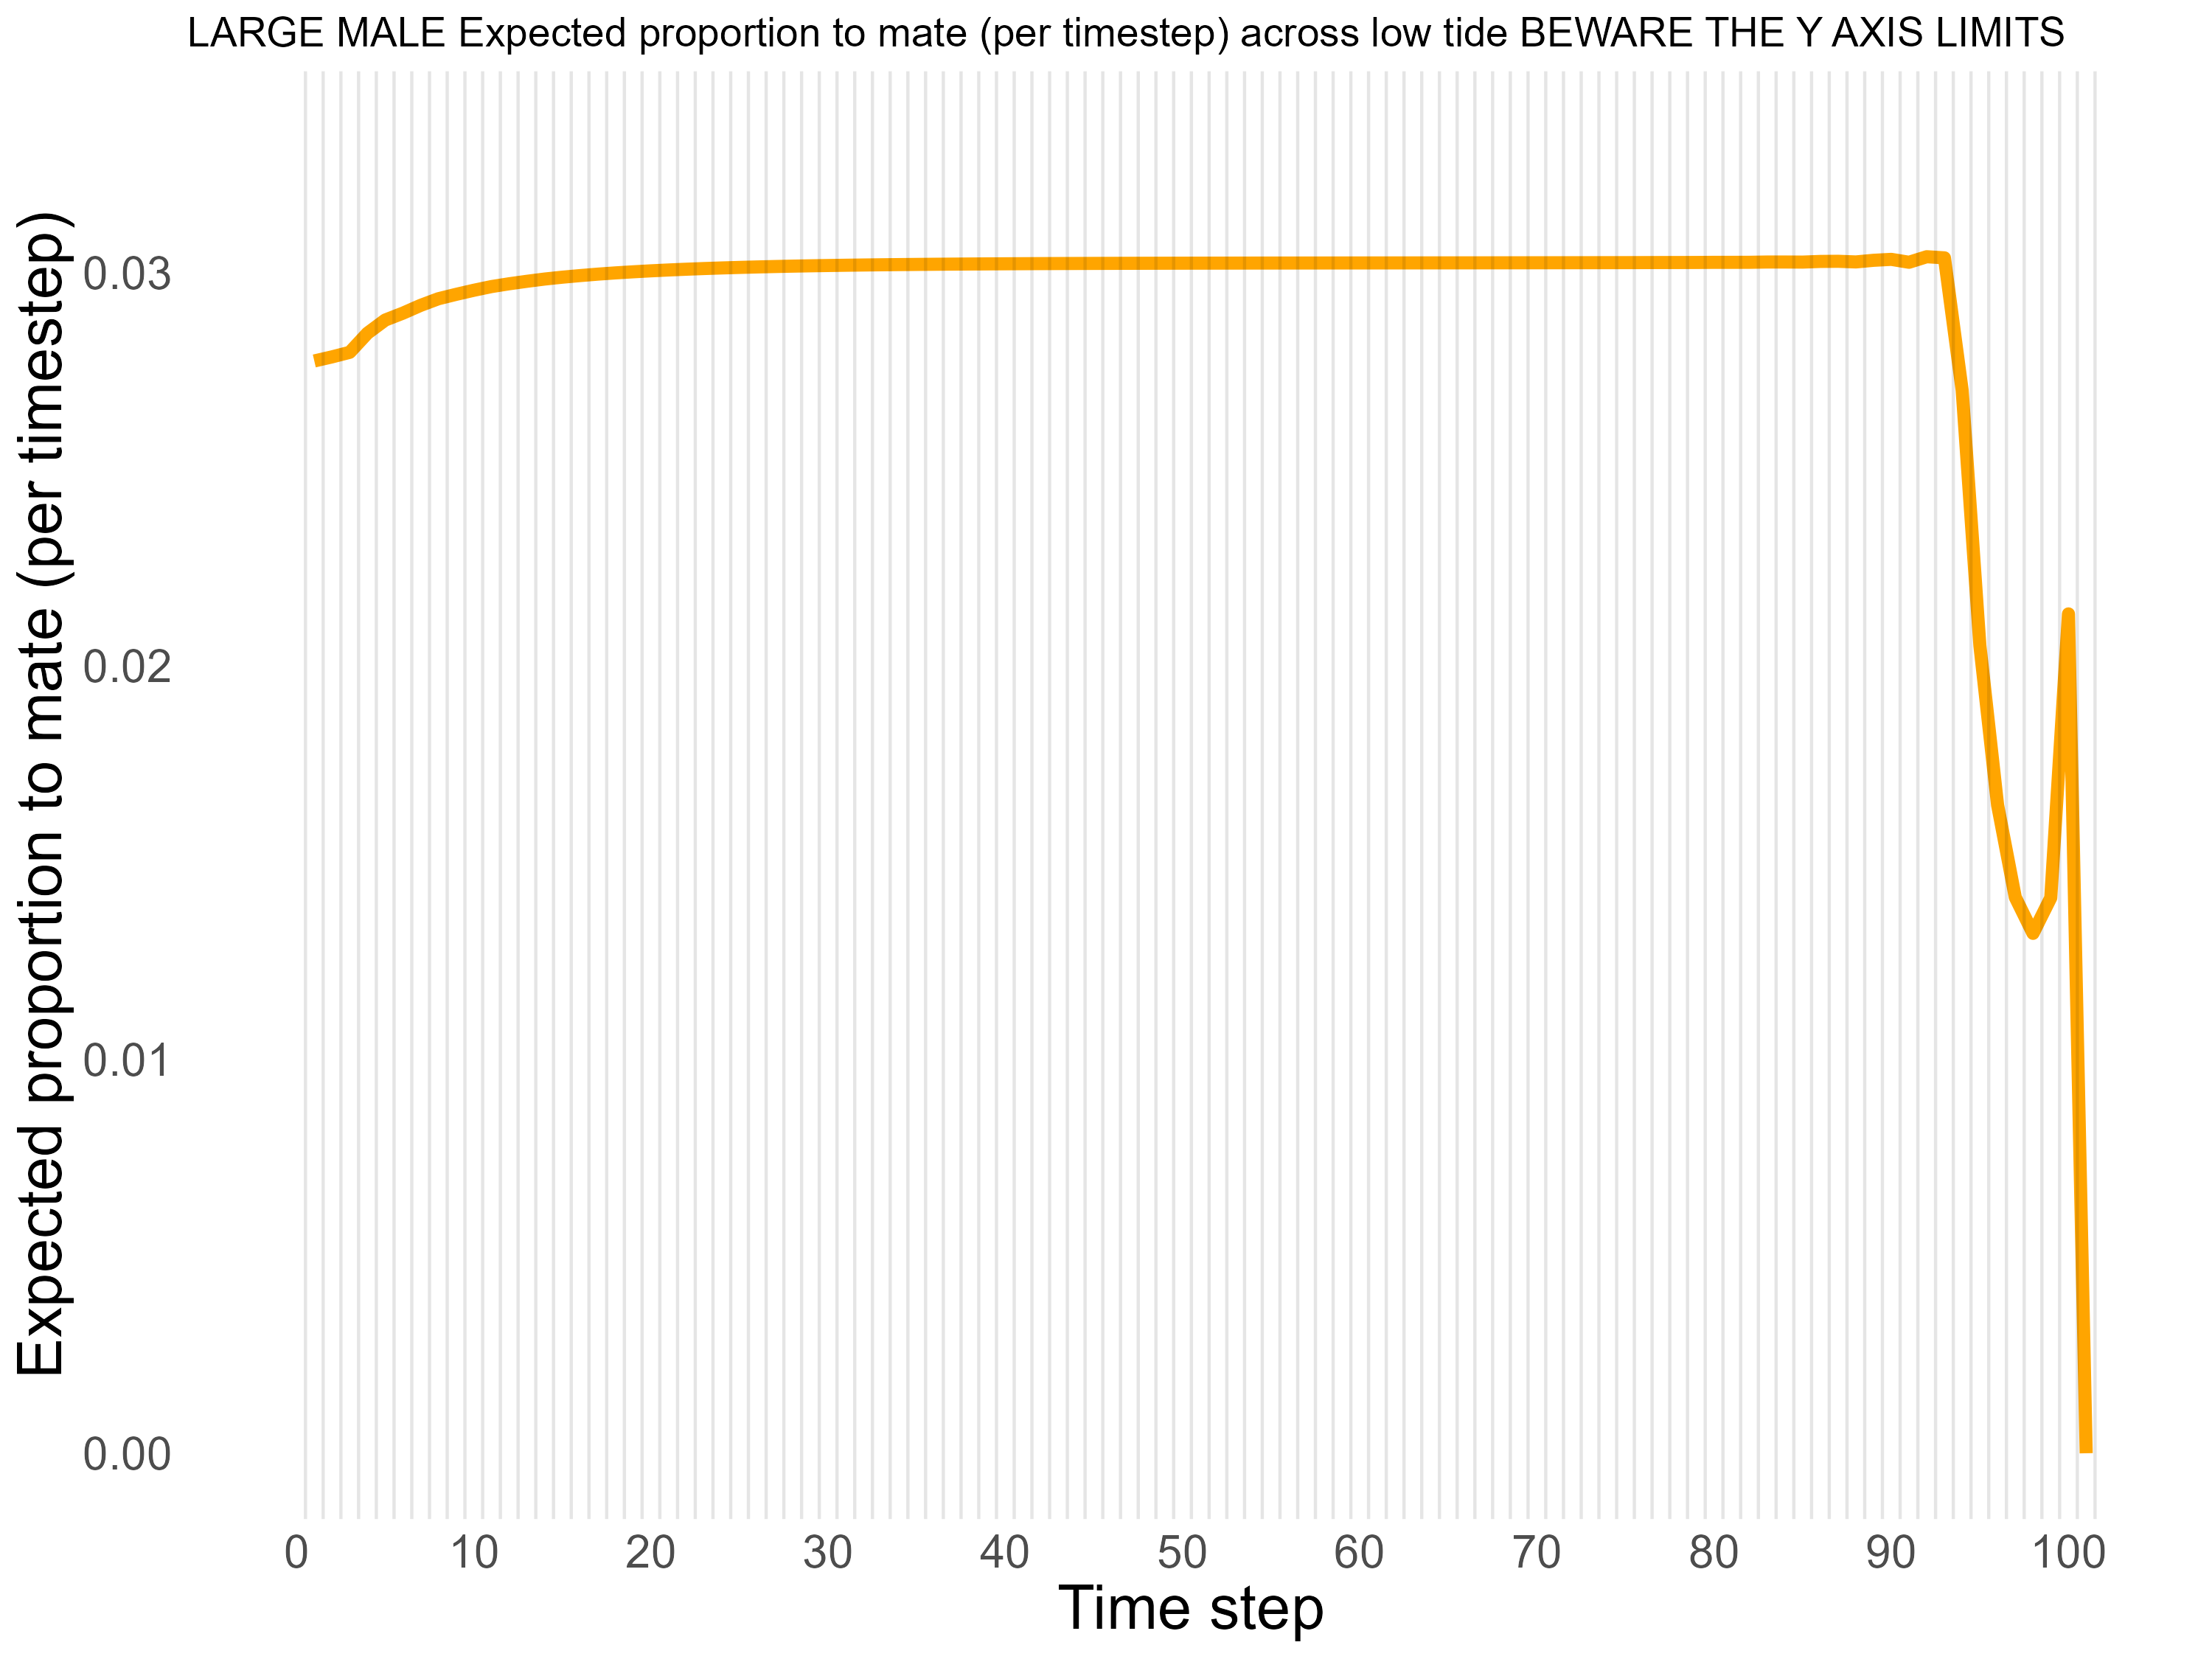 LARGE MALE Expected proportion to mate (per timestep) across low tide BEWARE THE Y AXIS LIMITS
Expected proportion to mate (per timestep)
0.03
0.02
0.01
0.00
0 10 20 30 40 50 60 70 80 90 100
Time step